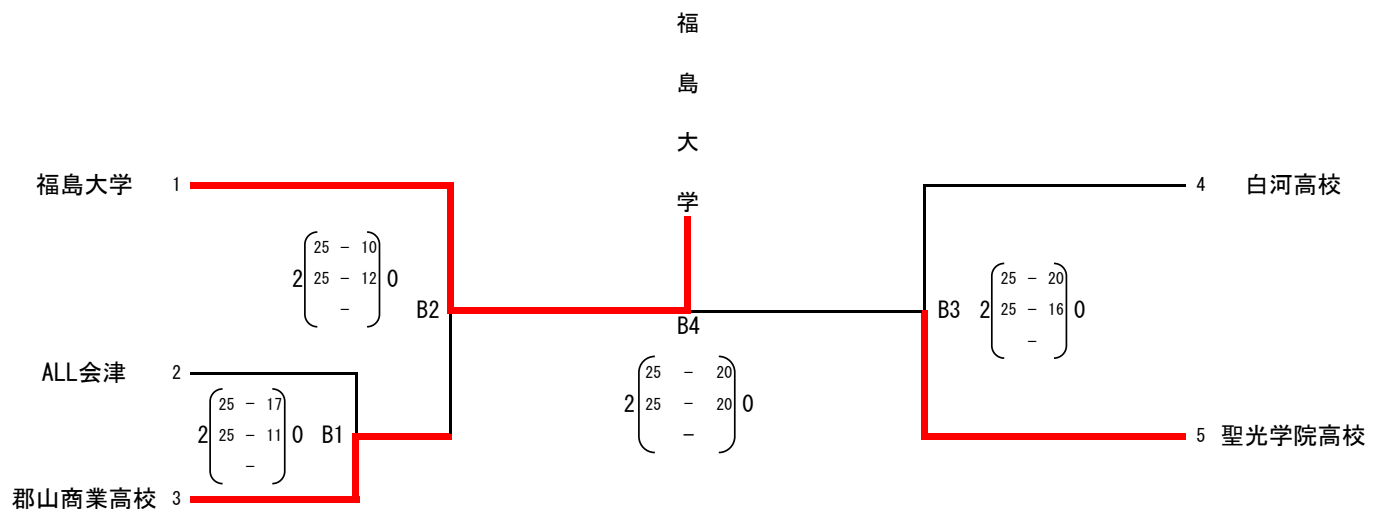 福島大学
福島大学 1
4 白河高校
25 - 10
2 25 - 12 0
-
B2
B4
B3
25 - 20
2 25 - 16 0
-
ALL会津 2
25 - 17
2 25 - 11 0
-
B1
25 - 20
2 25 - 20 0
-
5 聖光学院高校
郡山商業高校 3